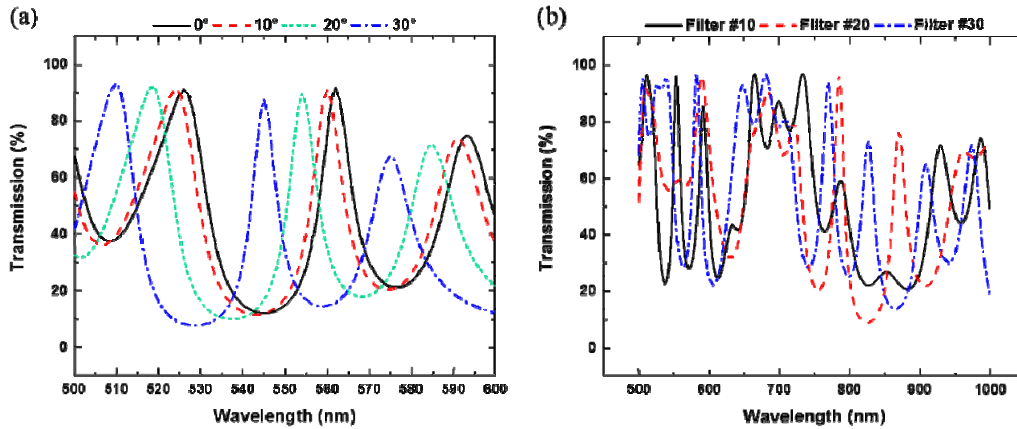 (a)
0° 10° 20° 30°
Transmission (%)
100
80
60
40
20
0
500 510 520 530 540 550 560 570 580 590 600
Wavelength (nm)
(b)
Filter #10 Filter #20 Filter #30
Transmission (%)
100
80
60
40
20
0
500 600 700 800 900 1000
Wavelength (nm)